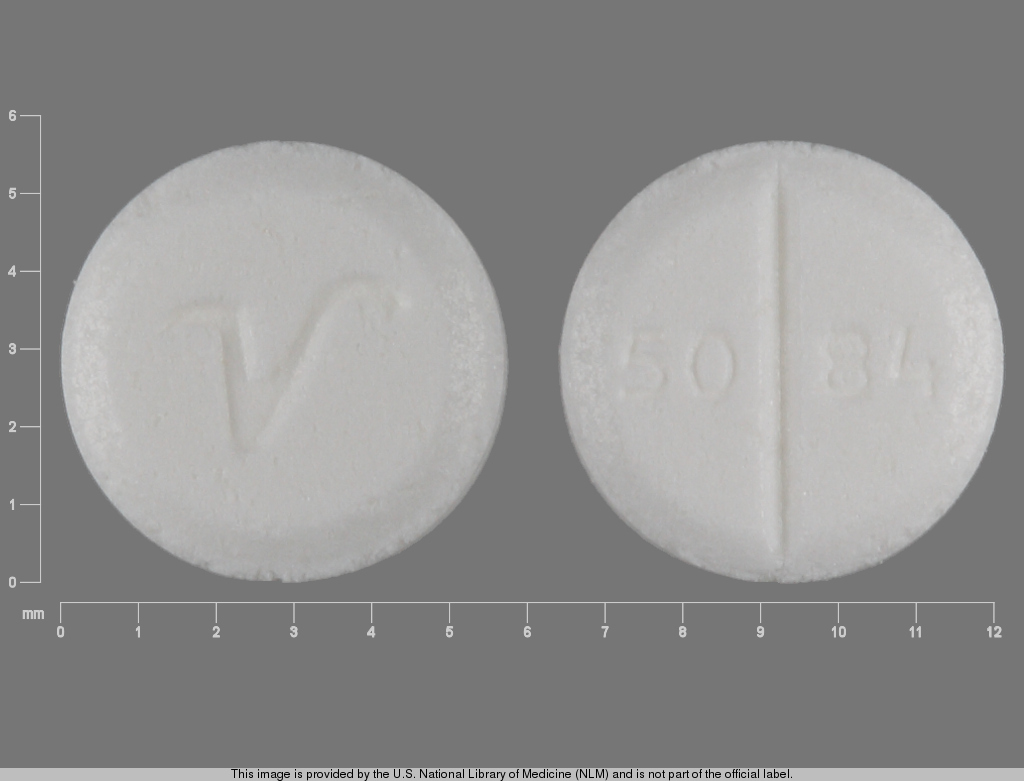 V
50 84
6
5
4
3
2
1
0
mm
0 1 2 3 4 5 6 7 8 9 10 11 12
This image is provided by the U.S. National Library of Medicine (NLM) and is not part of the official label.